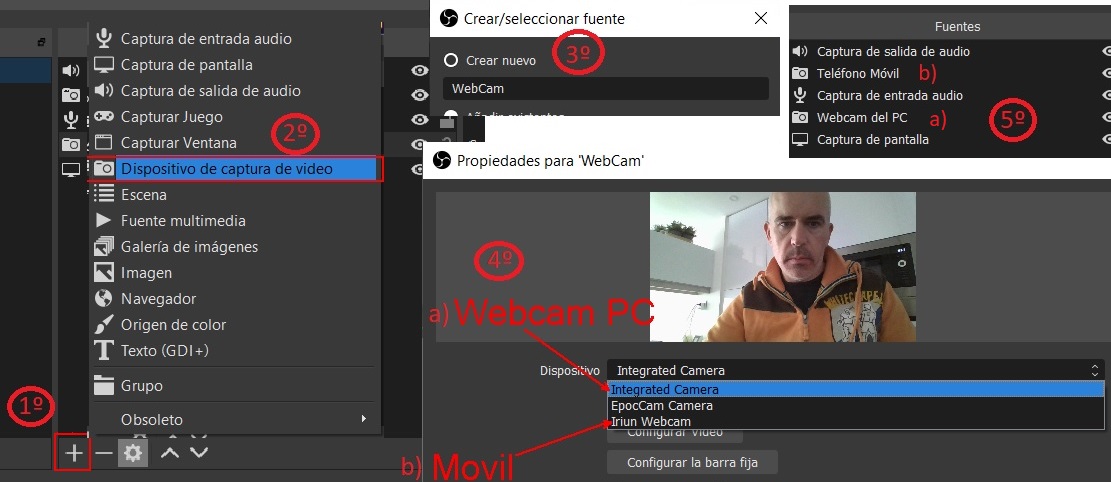 Captura de entrada audio
Captura de pantalla
Captura de salida de audio
Capturar Juego
Capturar Ventana
2º
Dispositivo de captura de video
Escena
Fuente multimedia
Galería de imágenes
Imagen
Navegador
Origen de color
Texto (GDI+)
Grupo
Obsoleto
1º
Crear/seleccionar fuente
Crear nuevo
3º
WebCam
Añadir existentes
Fuentes
Captura de salida de audio
Teléfono Móvil b)
Captura de entrada audio
Webcam del PC a)
5º
Captura de pantalla
Propiedades para 'WebCam'
4º
a) Webcam PC
Dispositivo Integrated Camera
Integrated Camera
EpocCam Camera
Iriun Webcam
Configurar Video
b) Movil
Configurar la barra fija